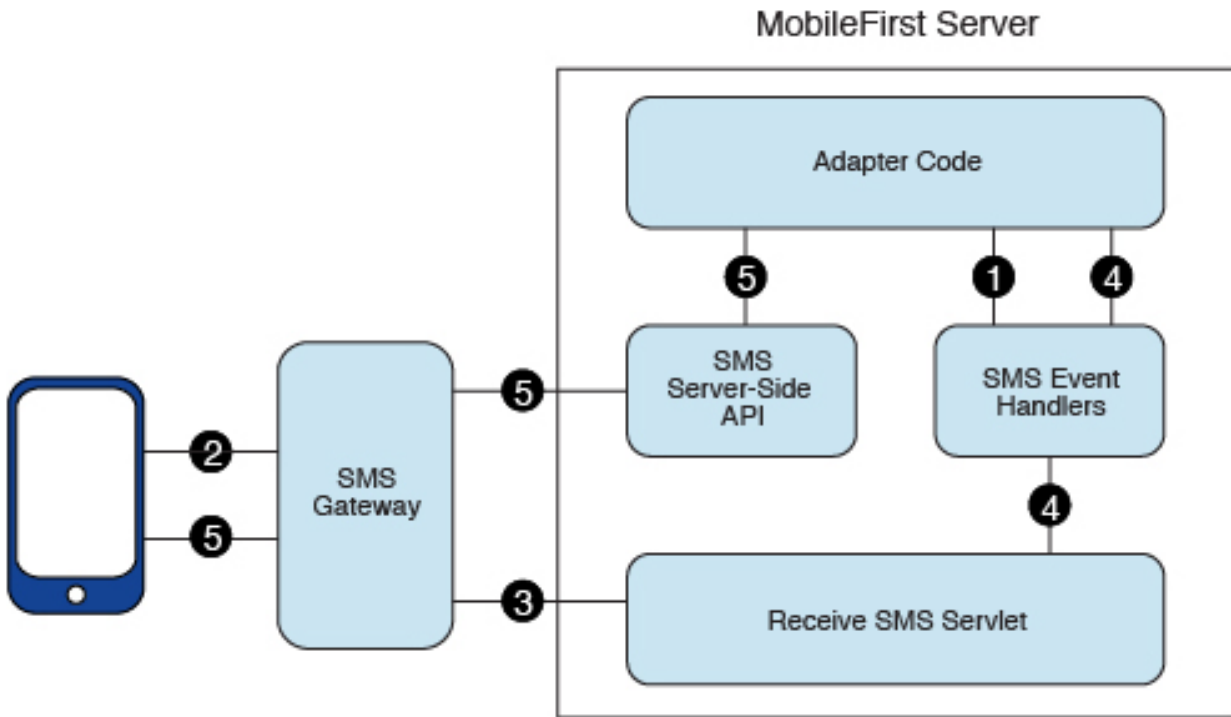 MobileFirst Server
Adapter Code
5
1
4
SMS
Server-Side
API
SMS Event
Handlers
5
2
SMS
Gateway
4
5
3
Receive SMS Servlet